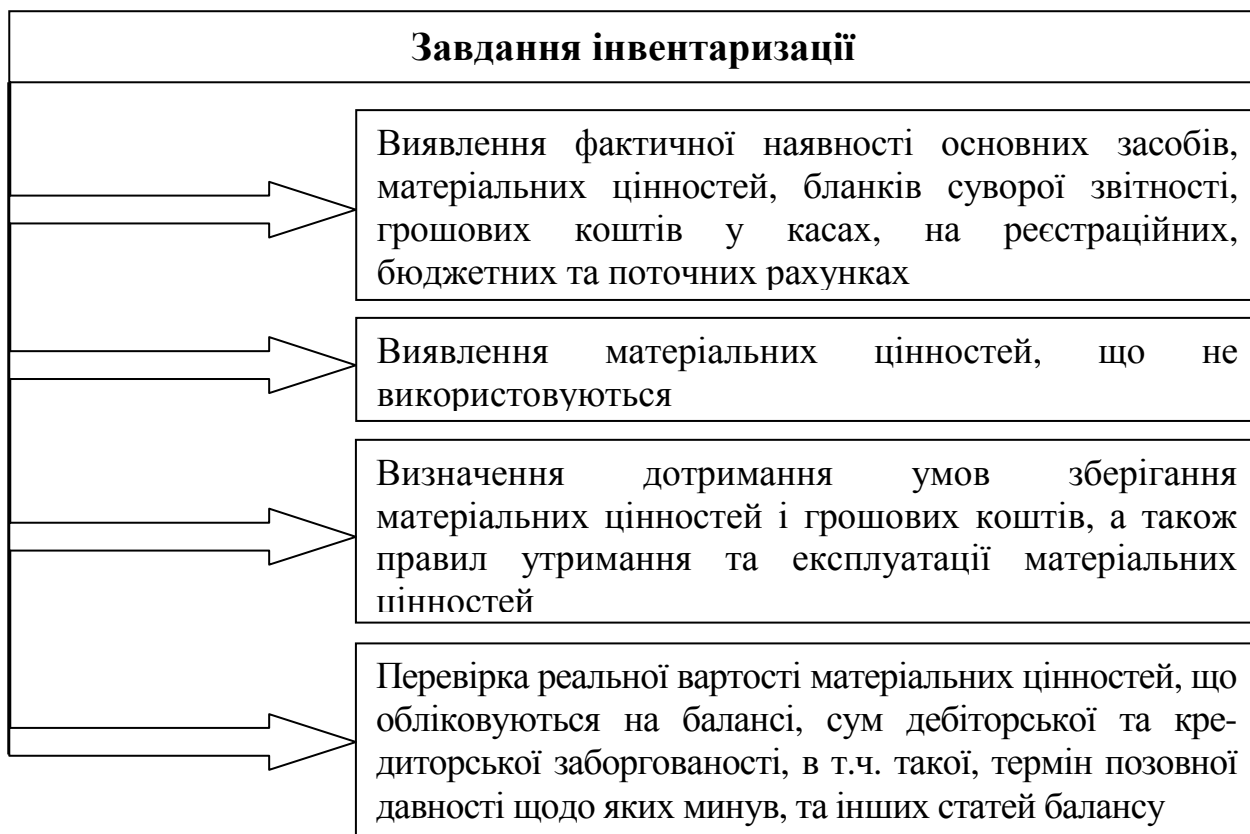 Завдання інвентаризації
Виявлення фактичної наявності основних засобів,
матеріальних цінностей, бланків суворої звітності,
грошових коштів у касах, на реєстраційних,
бюджетних та поточних рахунках
Виявлення матеріальних цінностей, що не
використовуються
Визначення дотримання умов зберігання
матеріальних цінностей і грошових коштів, а також
правил утримання та експлуатації матеріальних
цінностей
Перевірка реальної вартості матеріальних цінностей, що
обліковуються на балансі, сум дебіторської та кре-
диторської заборгованості, в т.ч. такої, термін позовної
давності щодо яких минув, та інших статей балансу